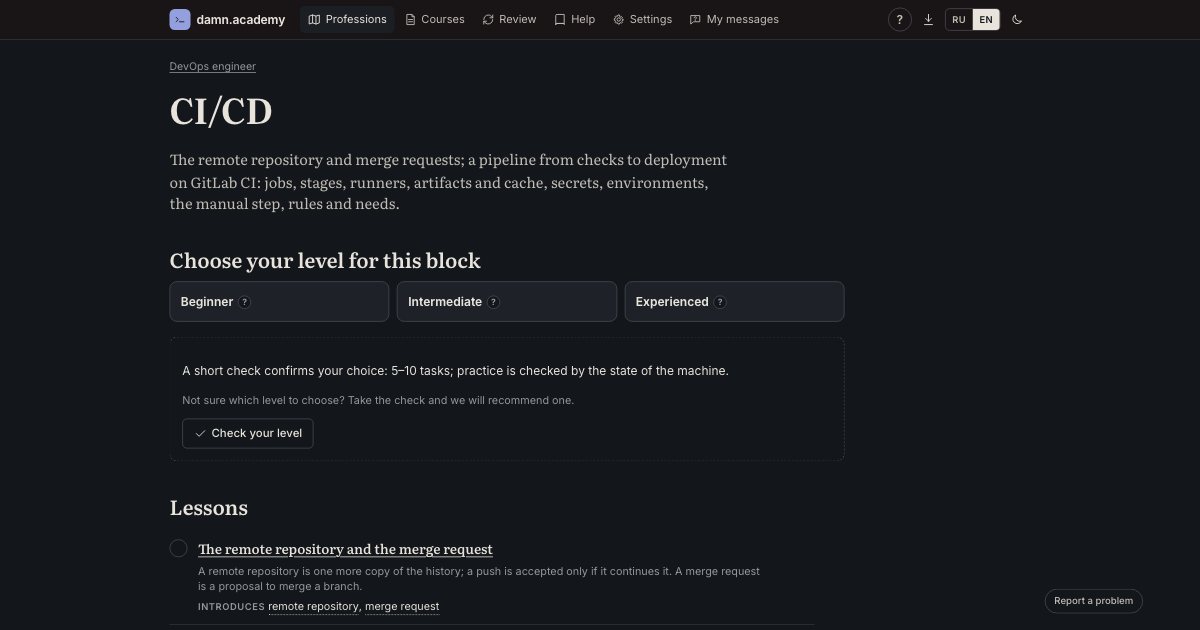 damn.academy Professions Courses Review Help Settings My messages ? RU EN
DevOps engineer
CI/CD
The remote repository and merge requests; a pipeline from checks to deployment
on GitLab CI: jobs, stages, runners, artifacts and cache, secrets, environments,
the manual step, rules and needs.
Choose your level for this block
Beginner ? Intermediate ? Experienced ?
A short check confirms your choice: 5–10 tasks; practice is checked by the state of the machine.
Not sure which level to choose? Take the check and we will recommend one.
Check your level
Lessons
The remote repository and the merge request
A remote repository is one more copy of the history; a push is accepted only if it continues it. A merge request
is a proposal to merge a branch.
INTRODUCES remote repository, merge request
Report a problem